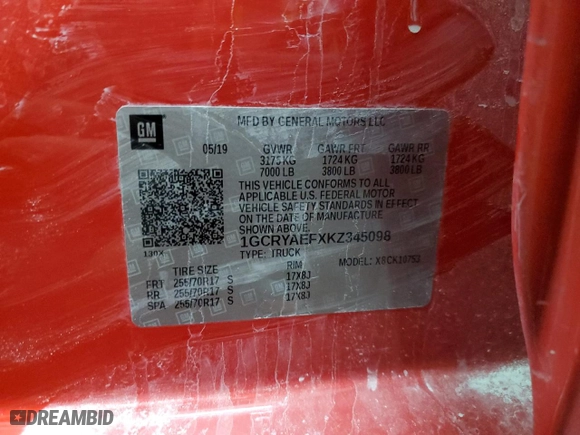 GM
MFD BY GENERAL MOTORS LLC
05/19 GVWR GAWR FRT GAWR RR
3175 KG 1724 KG 1724 KG
7000 LB 3800 LB 3800 LB
THIS VEHICLE CONFORMS TO ALL
APPLICABLE U.S. FEDERAL MOTOR
VEHICLE SAFETY STANDARDS IN EFFECT
ON THE DATE OF MANUFACTURE
SHOWN ABOVE.
1GCRYAEFXKZ345098
TYPE: TRUCK MODEL:
TIRE SIZE RIM
FRT 255/70R17 S 17X8J
RR 255/70R17 S 17X8J
SPA 255/70R17 S 17X8J
DREAMBID